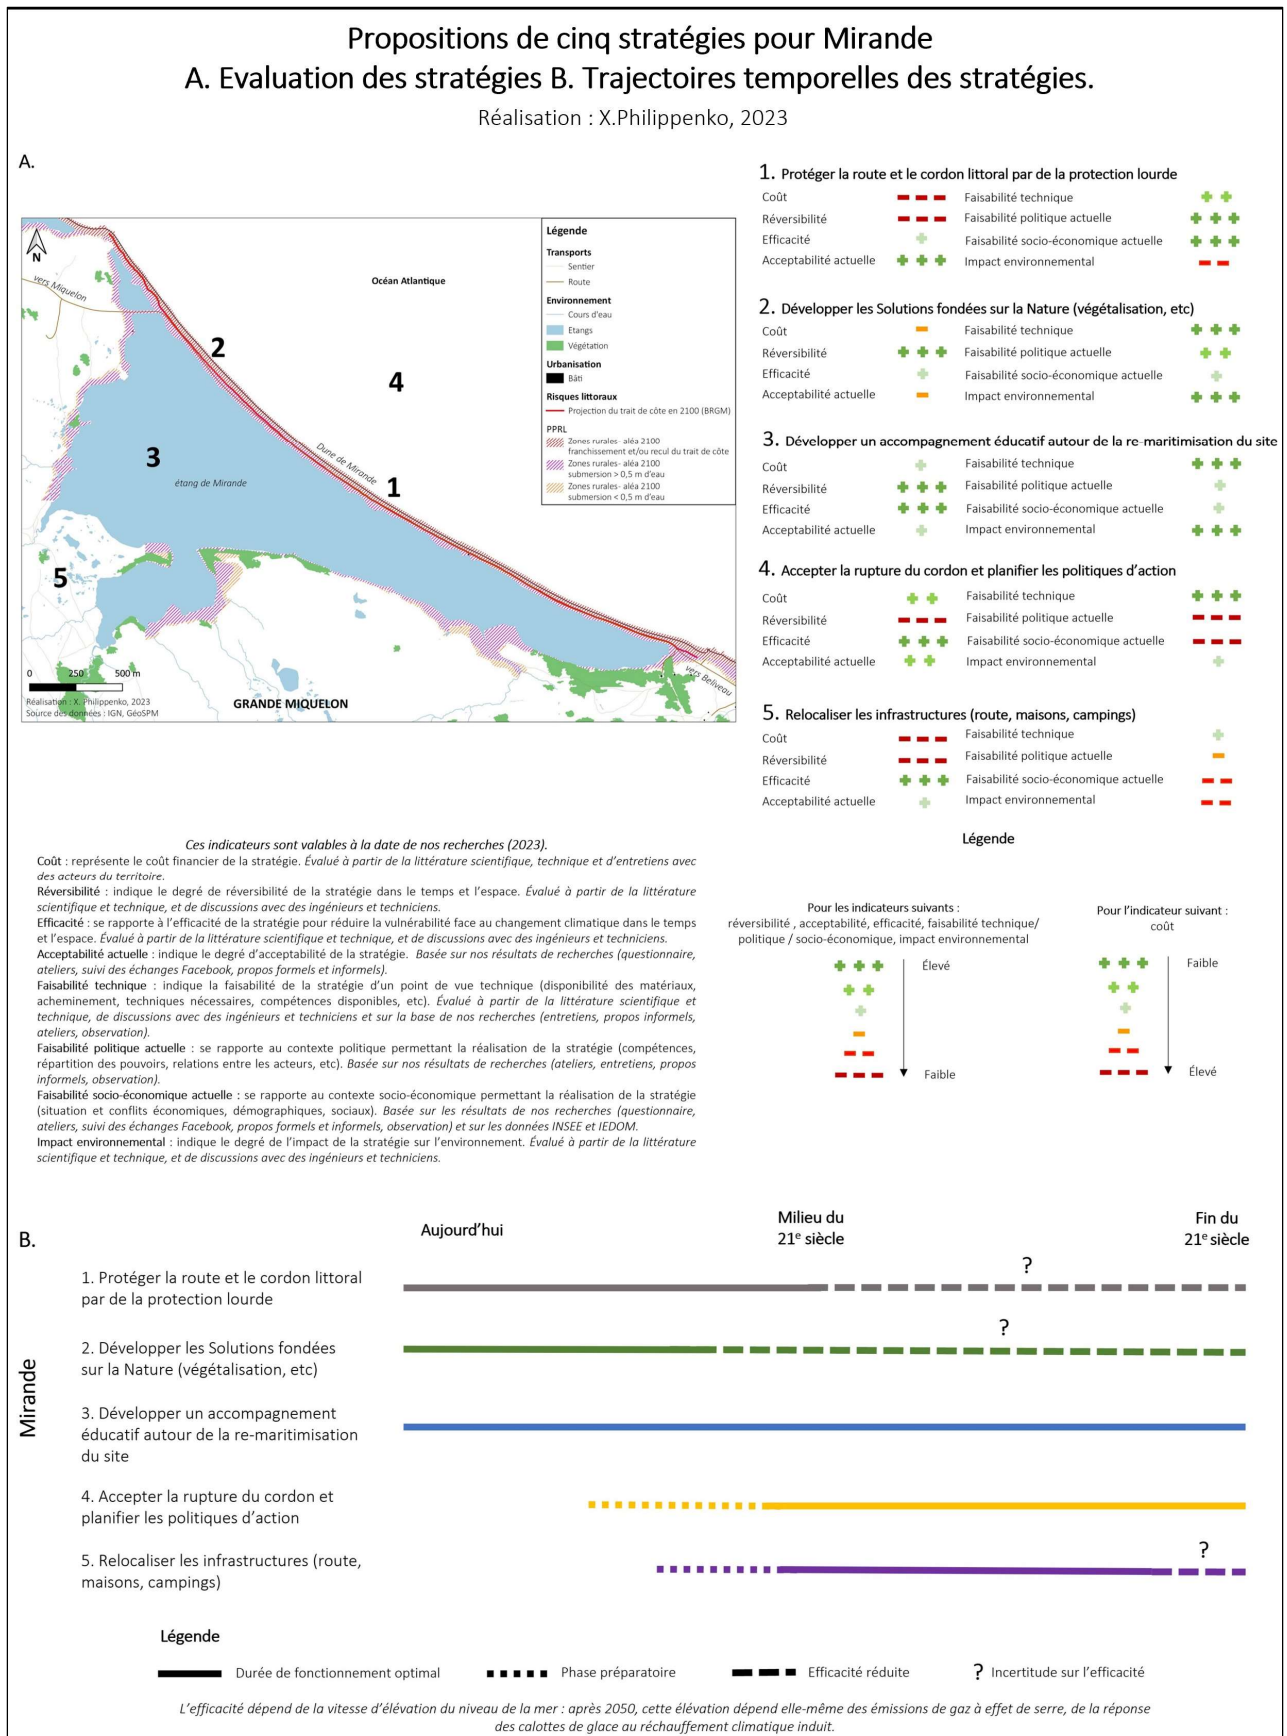 Propositions de cinq stratégies pour Mirande
A. Evaluation des stratégies B. Trajectoires temporelles des stratégies.
Réalisation : X.Philippenko, 2023
A.
N
vers Miquelon
Océan Atlantique
2
4
3
étang de Mirande
Dune de Mirande
1
5
0 250 500 m
Réalisation : X. Philippenko, 2023
Source des données : IGN, GéoSPM
GRANDE MIQUELON
vers Beliveau
Légende
Transports
Sentier
Route
Environnement
Cours d'eau
Etangs
Végétation
Urbanisation
Bâti
Risques littoraux
Projection du trait de côte en 2100 (BRGM)
PPRL
Zones rurales- aléa 2100
franchissement et/ou recul du trait de côte
Zones rurales- aléa 2100
submersion > 0,5 m d'eau
Zones rurales- aléa 2100
submersion < 0,5 m d'eau
1. Protéger la route et le cordon littoral par de la protection lourde
Coût --- Faisabilité technique ++
Réversibilité --- Faisabilité politique actuelle +++
Efficacité + Faisabilité socio-économique actuelle +++
Acceptabilité actuelle +++ Impact environnemental --
2. Développer les Solutions fondées sur la Nature (végétalisation, etc)
Coût - Faisabilité technique +++
Réversibilité +++ Faisabilité politique actuelle ++
Efficacité + Faisabilité socio-économique actuelle +
Acceptabilité actuelle - Impact environnemental +++
3. Développer un accompagnement éducatif autour de la re-maritimisation du site
Coût + Faisabilité technique +++
Réversibilité +++ Faisabilité politique actuelle +
Efficacité +++ Faisabilité socio-économique actuelle +
Acceptabilité actuelle + Impact environnemental +++
4. Accepter la rupture du cordon et planifier les politiques d'action
Coût ++ Faisabilité technique +++
Réversibilité --- Faisabilité politique actuelle ---
Efficacité +++ Faisabilité socio-économique actuelle ---
Acceptabilité actuelle ++ Impact environnemental +
5. Relocaliser les infrastructures (route, maisons, campings)
Coût --- Faisabilité technique +
Réversibilité --- Faisabilité politique actuelle -
Efficacité +++ Faisabilité socio-économique actuelle --
Acceptabilité actuelle + Impact environnemental --
Ces indicateurs sont valables à la date de nos recherches (2023).
Coût : représente le coût financier de la stratégie. Évalué à partir de la littérature scientifique, technique et d'entretiens avec
des acteurs du territoire.
Réversibilité : indique le degré de réversibilité de la stratégie dans le temps et l'espace. Évalué à partir de la littérature
scientifique et technique, et de discussions avec des ingénieurs et techniciens.
Efficacité : se rapporte à l'efficacité de la stratégie pour réduire la vulnérabilité face au changement climatique dans le temps
et l'espace. Évalué à partir de la littérature scientifique et technique, et de discussions avec des ingénieurs et techniciens.
Acceptabilité actuelle : indique le degré d'acceptabilité de la stratégie. Basée sur nos résultats de recherches (questionnaire,
ateliers, suivi des échanges Facebook, propos formels et informels).
Faisabilité technique : indique la faisabilité de la stratégie d'un point de vue technique (disponibilité des matériaux,
acheminement, techniques nécessaires, compétences disponibles, etc). Évalué à partir de la littérature scientifique et
technique, de discussions avec des ingénieurs et techniciens et sur la base de nos recherches (entretiens, propos informels,
ateliers, observation).
Faisabilité politique actuelle : se rapporte au contexte politique permettant la réalisation de la stratégie (compétences,
répartition des pouvoirs, relations entre les acteurs, etc). Basée sur nos résultats de recherches (ateliers, entretiens, propos
informels, observation).
Faisabilité socio-économique actuelle : se rapporte au contexte socio-économique permettant la réalisation de la stratégie
(situation et conflits économiques, démographiques, sociaux). Basée sur les résultats de nos recherches (questionnaire,
ateliers, suivi des échanges Facebook, propos formels et informels, observation) et sur les données INSEE et IEDOM.
Impact environnemental : indique le degré de l'impact de la stratégie sur l'environnement. Évalué à partir de la littérature
scientifique et technique, et de discussions avec des ingénieurs et techniciens.
Légende
Pour les indicateurs suivants :
réversibilité , acceptabilité, efficacité, faisabilité technique/
politique / socio-économique, impact environnemental
+++ Élevé
++
+
-
--
--- Faible
Pour l'indicateur suivant :
coût
+++ Faible
++
+
-
--
--- Élevé
B.
Aujourd'hui
Milieu du
21e siècle
Fin du
21e siècle
Mirande
1. Protéger la route et le cordon littoral
par de la protection lourde
?
2. Développer les Solutions fondées
sur la Nature (végétalisation, etc)
?
3. Développer un accompagnement
éducatif autour de la re-maritimisation
du site
4. Accepter la rupture du cordon et
planifier les politiques d'action
5. Relocaliser les infrastructures (route,
maisons, campings)
?
Légende
Durée de fonctionnement optimal
Phase préparatoire
Efficacité réduite
? Incertitude sur l'efficacité
L'efficacité dépend de la vitesse d'élévation du niveau de la mer : après 2050, cette élévation dépend elle-même des émissions de gaz à effet de serre, de la réponse
des calottes de glace au réchauffement climatique induit.